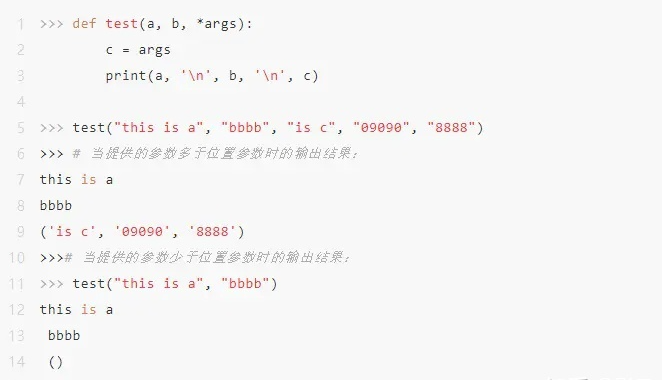 1 >>> def test(a, b, *args):
2         c = args
3         print(a, '\n', b, '\n', c)
4
5 >>> test("this is a", "bbbb", "is c", "09090", "8888")
6 >>> # 当提供的参数多于位置参数时的输出结果:
7 this is a
8 bbbb
9 ('is c', '09090', '8888')
10 >>># 当提供的参数少于位置参数时的输出结果:
11 >>> test("this is a", "bbbb")
12 this is a
13  bbbb
14  ()